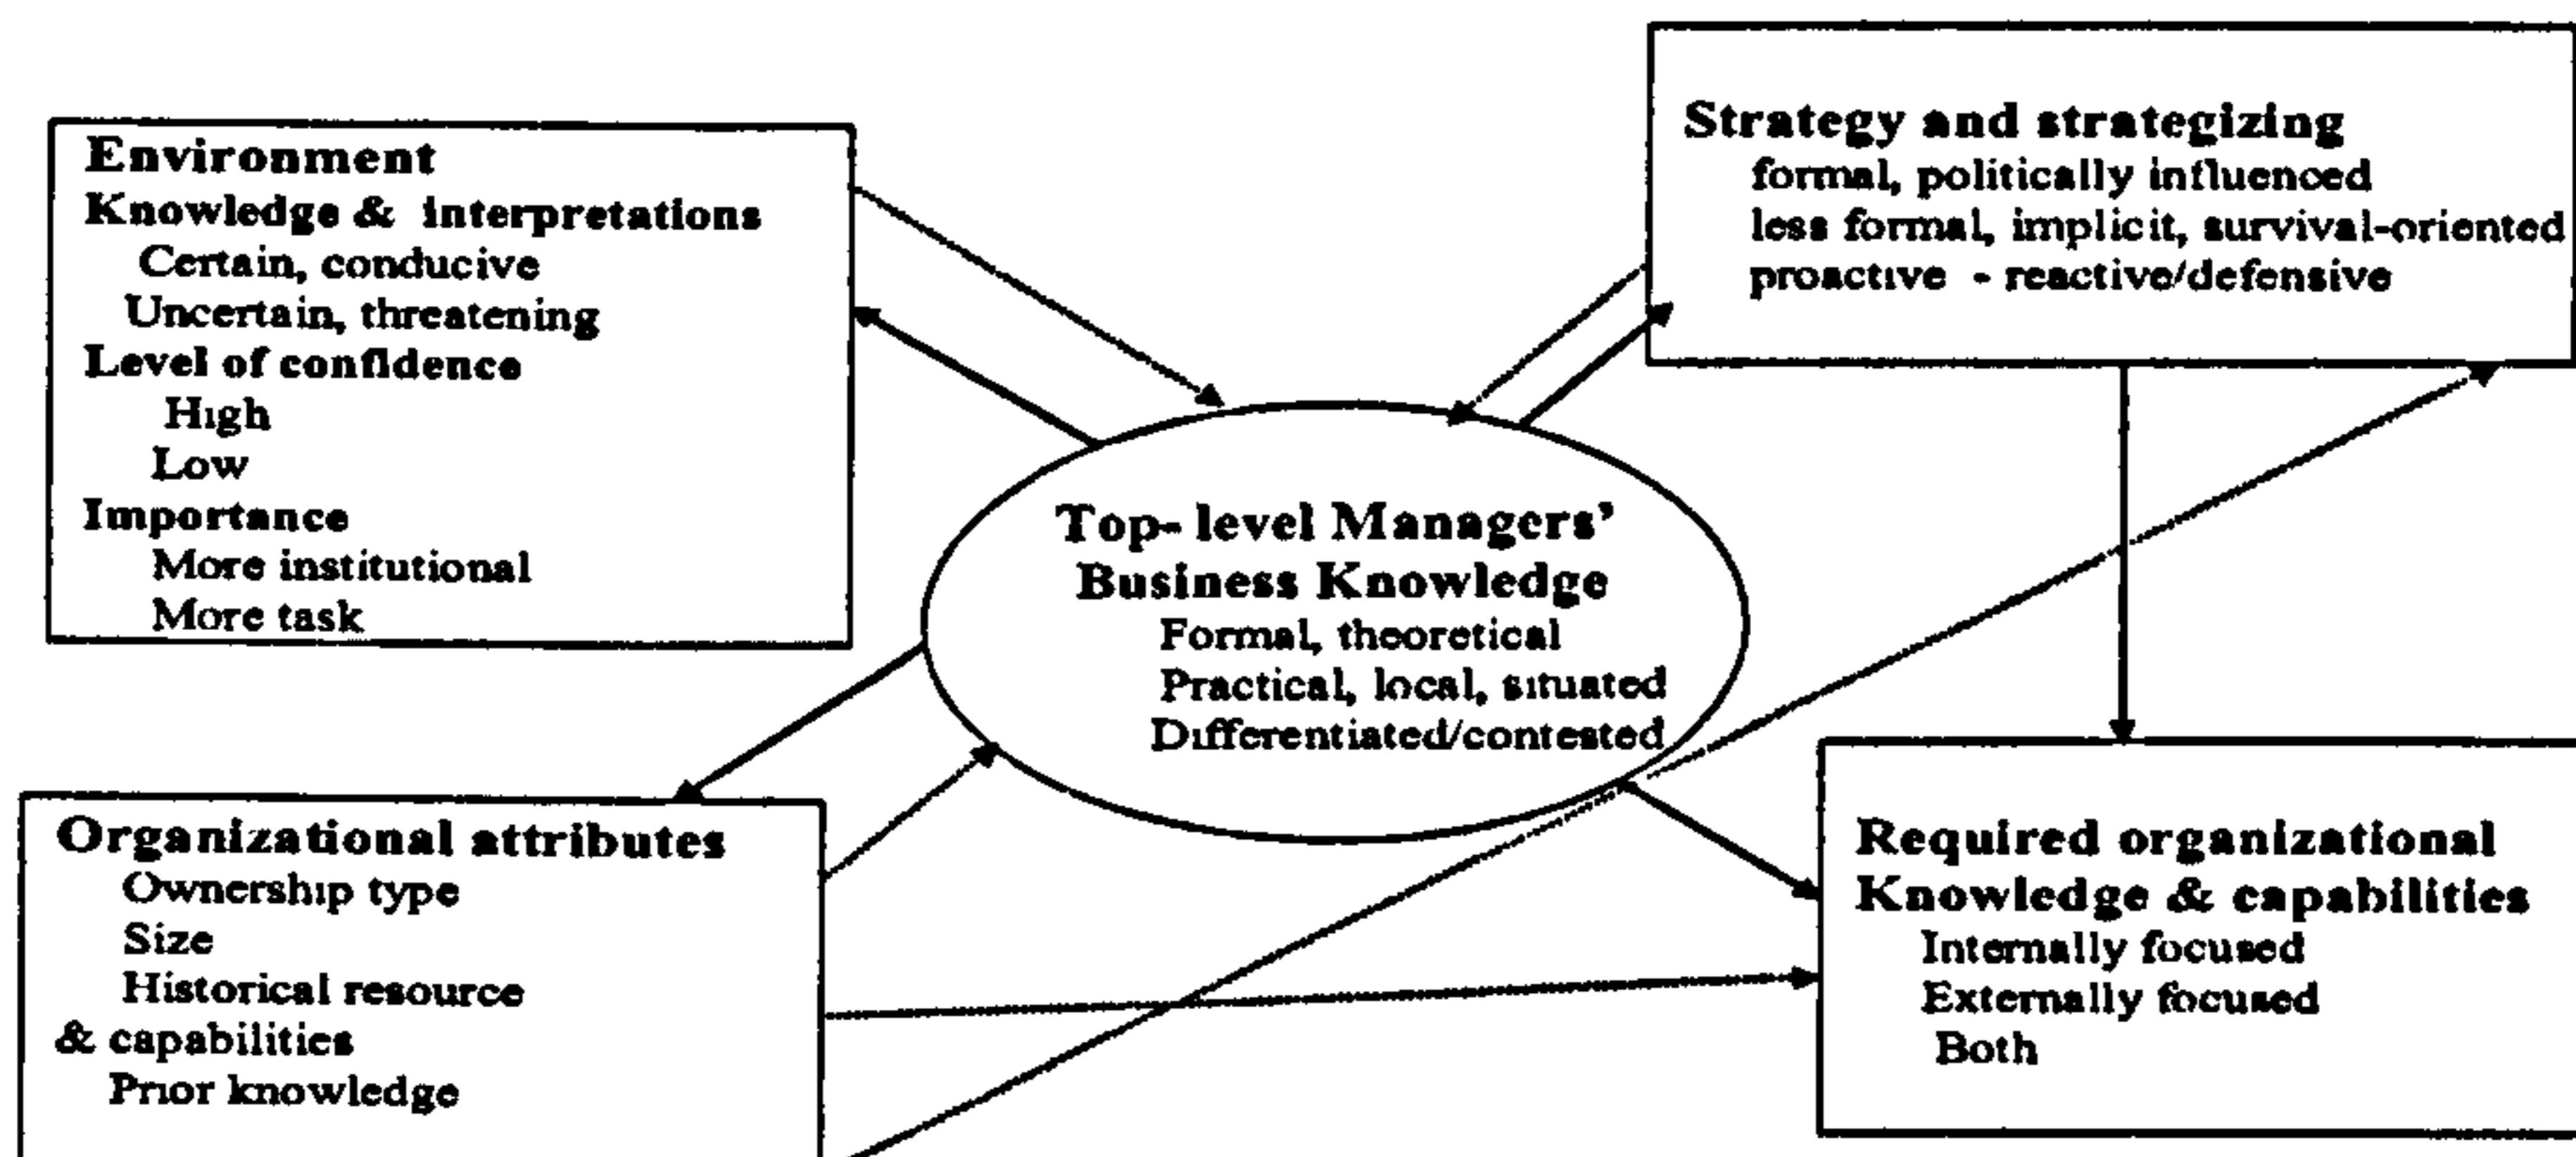 Environment
Knowledge & interpretations
Certain, conducive
Uncertain, threatening
Level of confidence
High
Low
Importance
More institutional
More task
Strategy and strategizing
formal, politically influenced
less formal, implicit, survival-oriented
proactive - reactive/defensive
Top- level Managers’
Business Knowledge
Formal, theoretical
Practical, local, situated
Differentiated/contested
Organizational attributes
Ownership type
Size
Historical resource
& capabilities
Prior knowledge
Required organizational
Knowledge & capabilities
Internally focused
Externally focused
Both